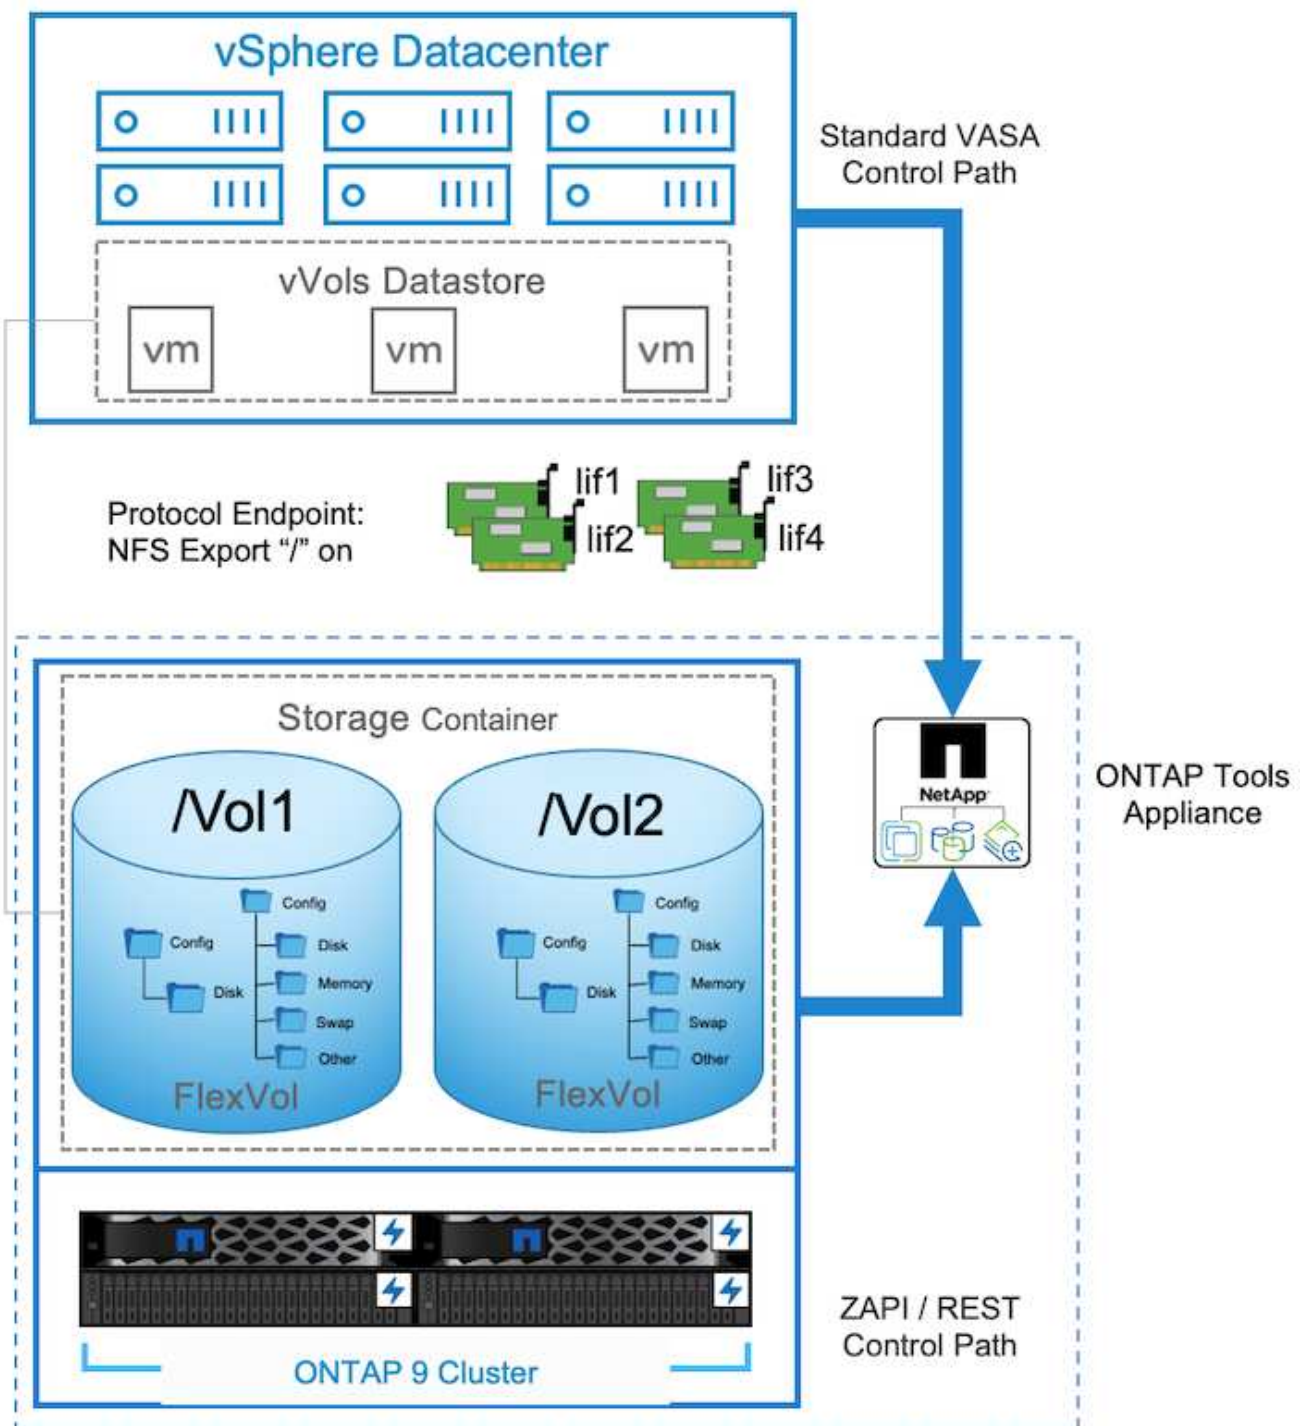 vSphere Datacenter
Standard VASA
Control Path
vVols Datastore
vm
vm
vm
Protocol Endpoint:
NFS Export “/” on
lif1
lif2
lif3
lif4
Storage Container
/Vol1
Config
Disk
Config
Disk
Memory
Swap
Other
FlexVol
/Vol2
Config
Disk
Config
Disk
Memory
Swap
Other
FlexVol
NetApp
ONTAP Tools
Appliance
ZAPI / REST
Control Path
ONTAP 9 Cluster